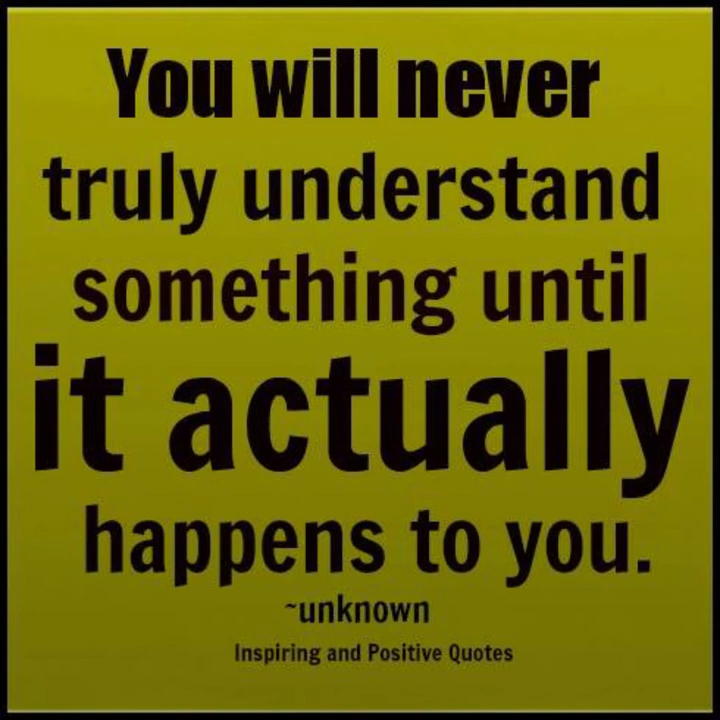 You will never
truly understand
something until
it actually
happens to you.
~unknown
Inspiring and Positive Quotes